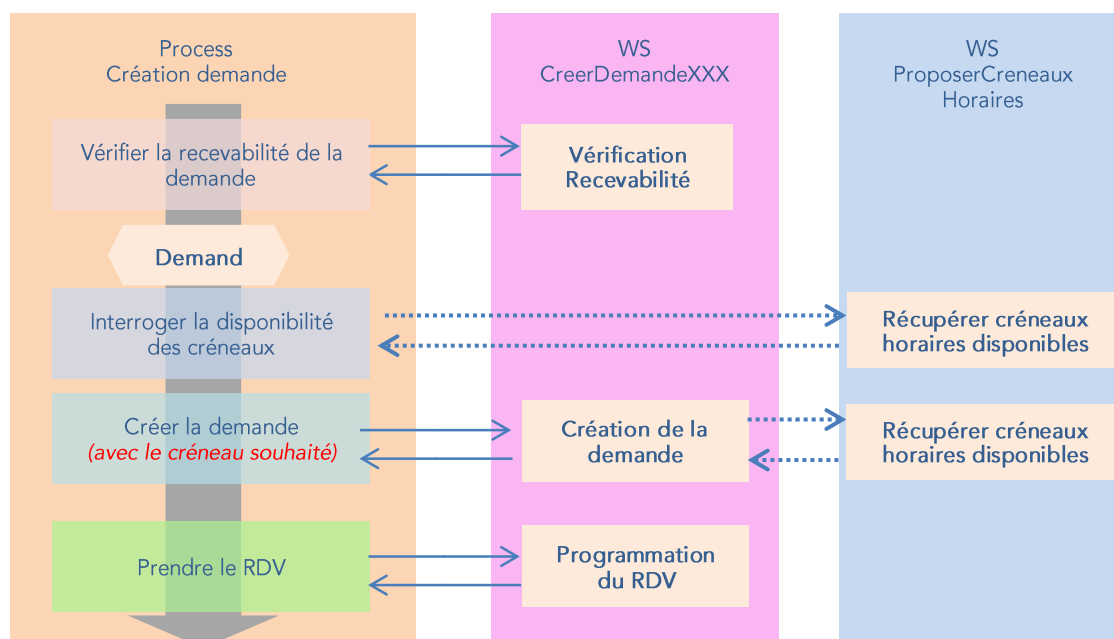 Process
Création demande
WS
CreerDemandeXXX
WS
ProposerCreneaux
Horaires
Vérifier la recevabilité de la
demande
Vérification
Recevabilité
Demand
Interroger la disponibilité
des créneaux
Récupérer créneaux
horaires disponibles
Créer la demande
(avec le créneau souhaité)
Création de la
demande
Récupérer créneaux
horaires disponibles
Prendre le RDV
Programmation
du RDV